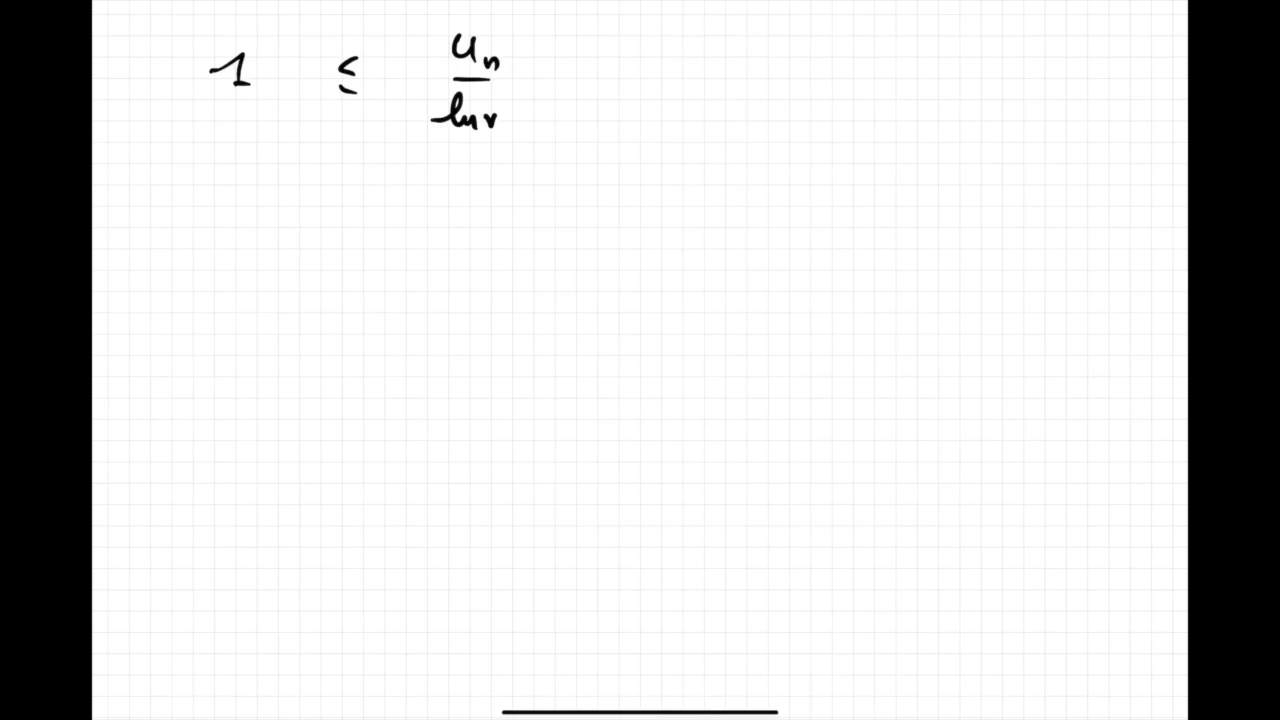 1 ≤ uₙ / ln